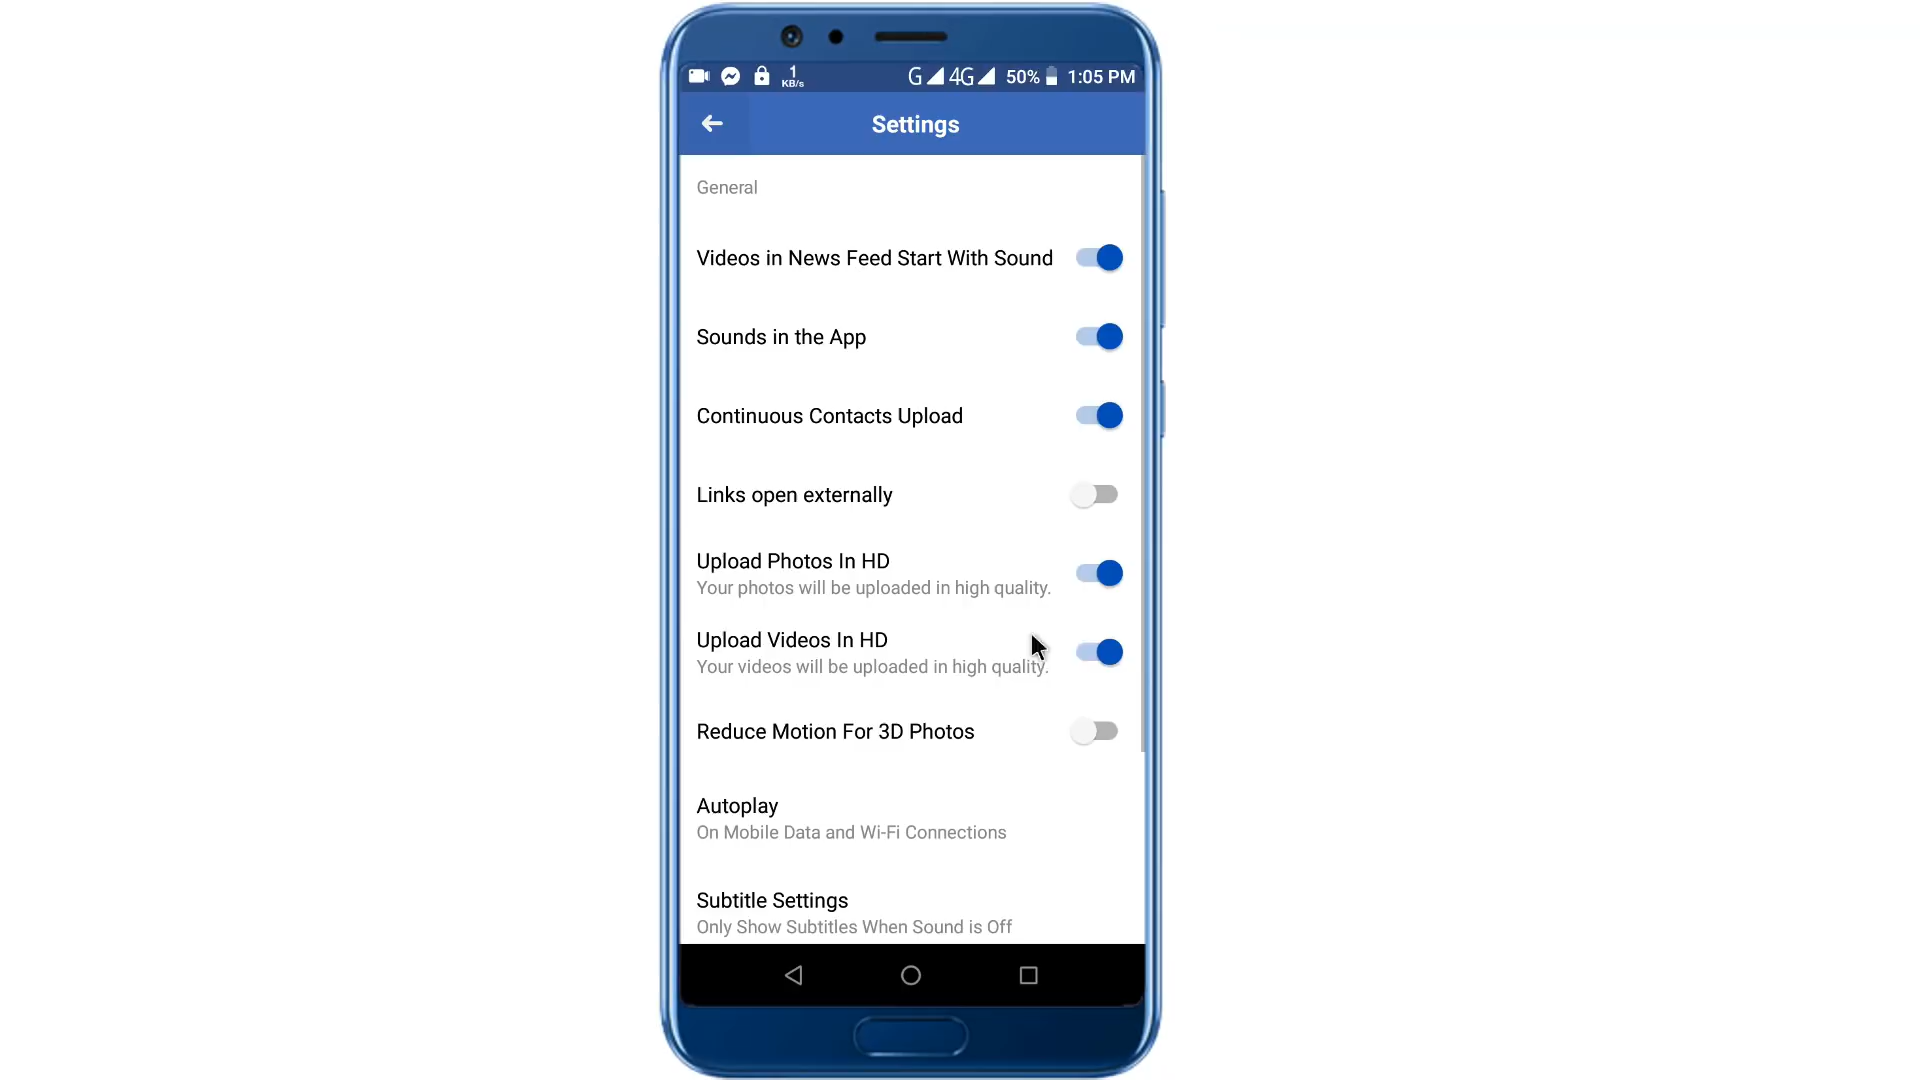 1
KB/s
G 4G 50% 1:05 PM
Settings
General
Videos in News Feed Start With Sound
Sounds in the App
Continuous Contacts Upload
Links open externally
Upload Photos In HD
Your photos will be uploaded in high quality.
Upload Videos In HD
Your videos will be uploaded in high quality.
Reduce Motion For 3D Photos
Autoplay
On Mobile Data and Wi-Fi Connections
Subtitle Settings
Only Show Subtitles When Sound is Off